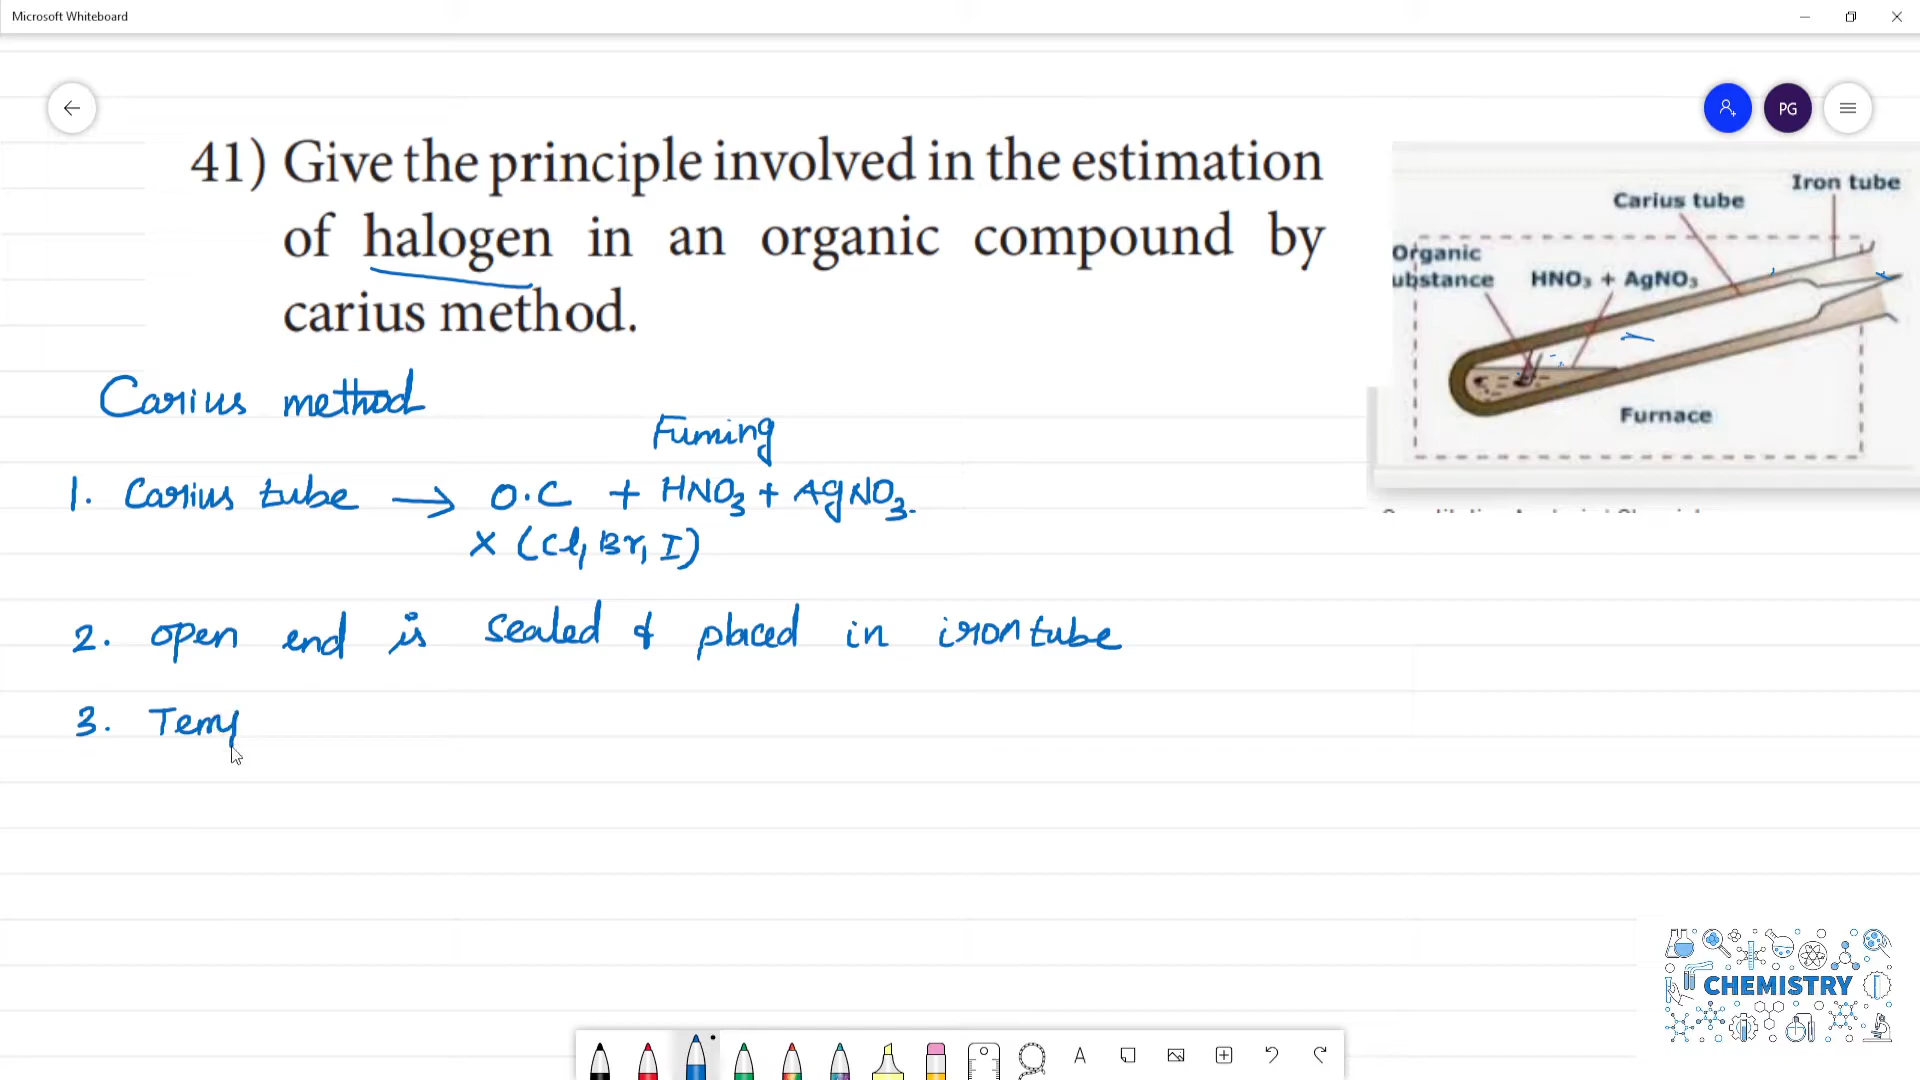 Microsoft Whiteboard
PG
41) Give the principle involved in the estimation
of halogen in an organic compound by
carius method.
Iron tube
Carius tube
Organic
ubstance
HNO₃ + AgNO₃
Furnace
Carius method
Fuming
1. Carius tube → O.C + HNO₃ + AgNO₃.
X (Cl, Br, I)
2. open end is sealed & placed in iron tube
3. Temp
CHEMISTRY
A